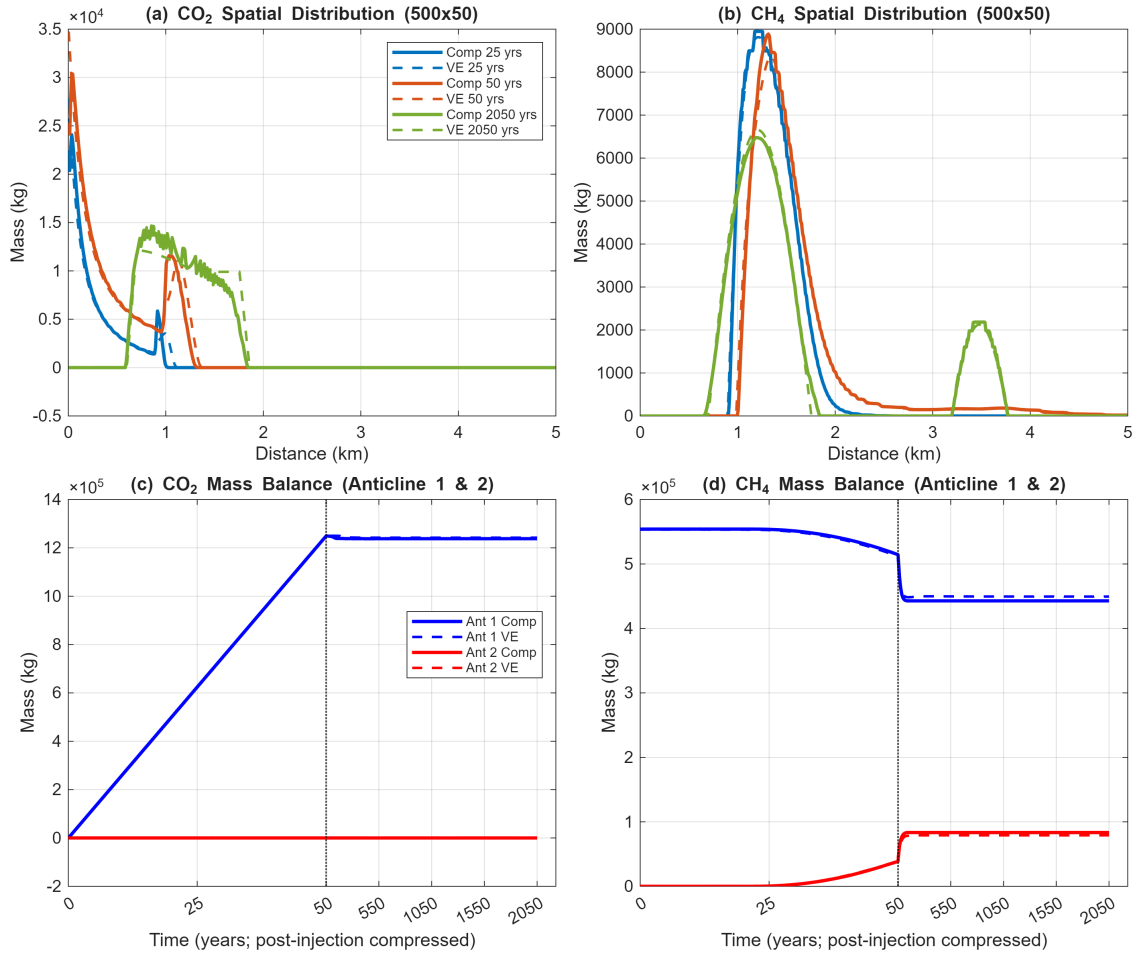 (a) CO₂ Spatial Distribution (500x50)
×10⁴
3.5
3
2.5
2
1.5
1
0.5
0
-0.5
Mass (kg)
0 1 2 3 4 5
Distance (km)
Comp 25 yrs
VE 25 yrs
Comp 50 yrs
VE 50 yrs
Comp 2050 yrs
VE 2050 yrs
(b) CH₄ Spatial Distribution (500x50)
9000
8000
7000
6000
5000
4000
3000
2000
1000
0
Mass (kg)
0 1 2 3 4 5
Distance (km)
(c) CO₂ Mass Balance (Anticline 1 & 2)
×10⁵
14
12
10
8
6
4
2
0
-2
Mass (kg)
0 25 50 550 1050 1550 2050
Time (years; post-injection compressed)
Ant 1 Comp
Ant 1 VE
Ant 2 Comp
Ant 2 VE
(d) CH₄ Mass Balance (Anticline 1 & 2)
×10⁵
6
5
4
3
2
1
0
Mass (kg)
0 25 50 550 1050 1550 2050
Time (years; post-injection compressed)